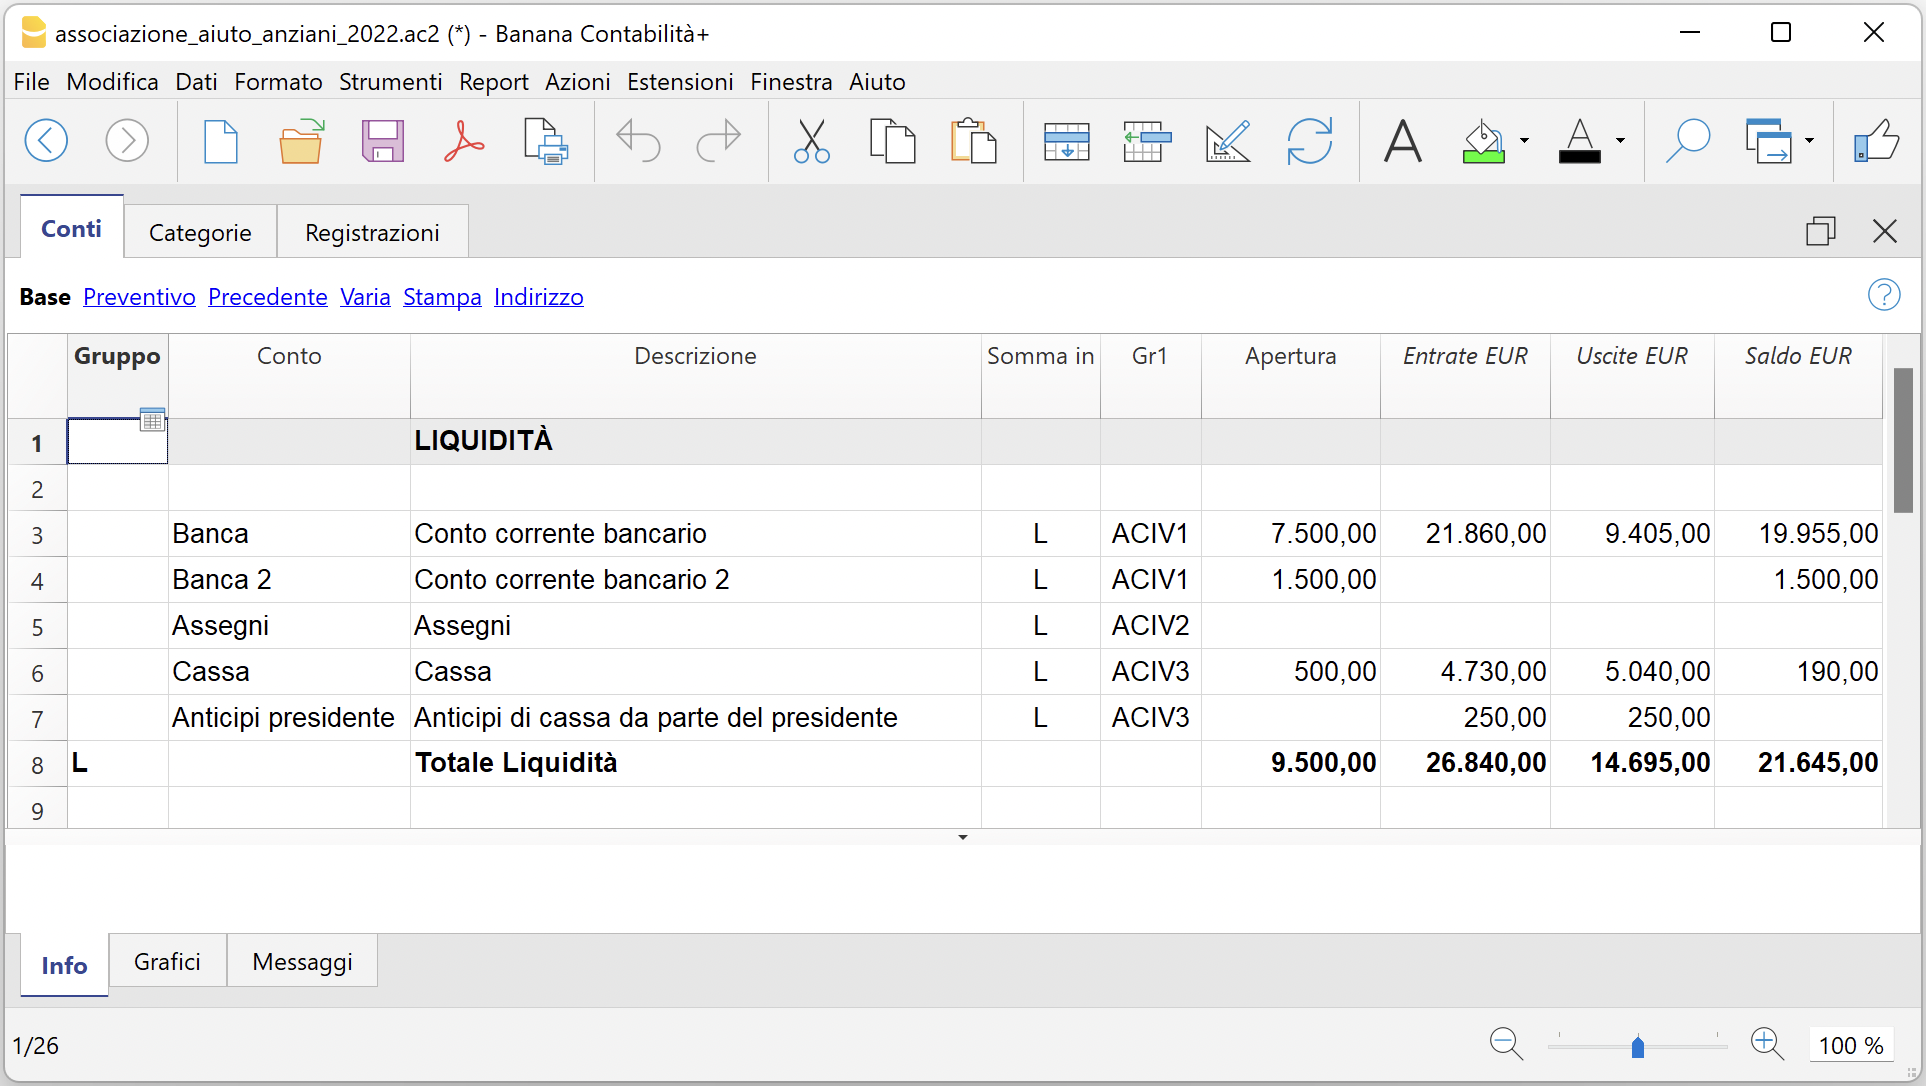 associazione_aiuto_anziani_2022.ac2 (*) - Banana Contabilità+
File Modifica Dati Formato Strumenti Report Azioni Estensioni Finestra Aiuto
Conti Categorie Registrazioni
Base Preventivo Precedente Varia Stampa Indirizzo
Gruppo Conto Descrizione Somma in Gr1 Apertura Entrate EUR Uscite EUR Saldo EUR
1 LIQUIDITÀ
2
3 Banca Conto corrente bancario L ACIV1 7.500,00 21.860,00 9.405,00 19.955,00
4 Banca 2 Conto corrente bancario 2 L ACIV1 1.500,00 1.500,00
5 Assegni Assegni L ACIV2
6 Cassa Cassa L ACIV3 500,00 4.730,00 5.040,00 190,00
7 Anticipi presidente Anticipi di cassa da parte del presidente L ACIV3 250,00 250,00
8 L Totale Liquidità 9.500,00 26.840,00 14.695,00 21.645,00
9
Info Grafici Messaggi
1/26 100 %